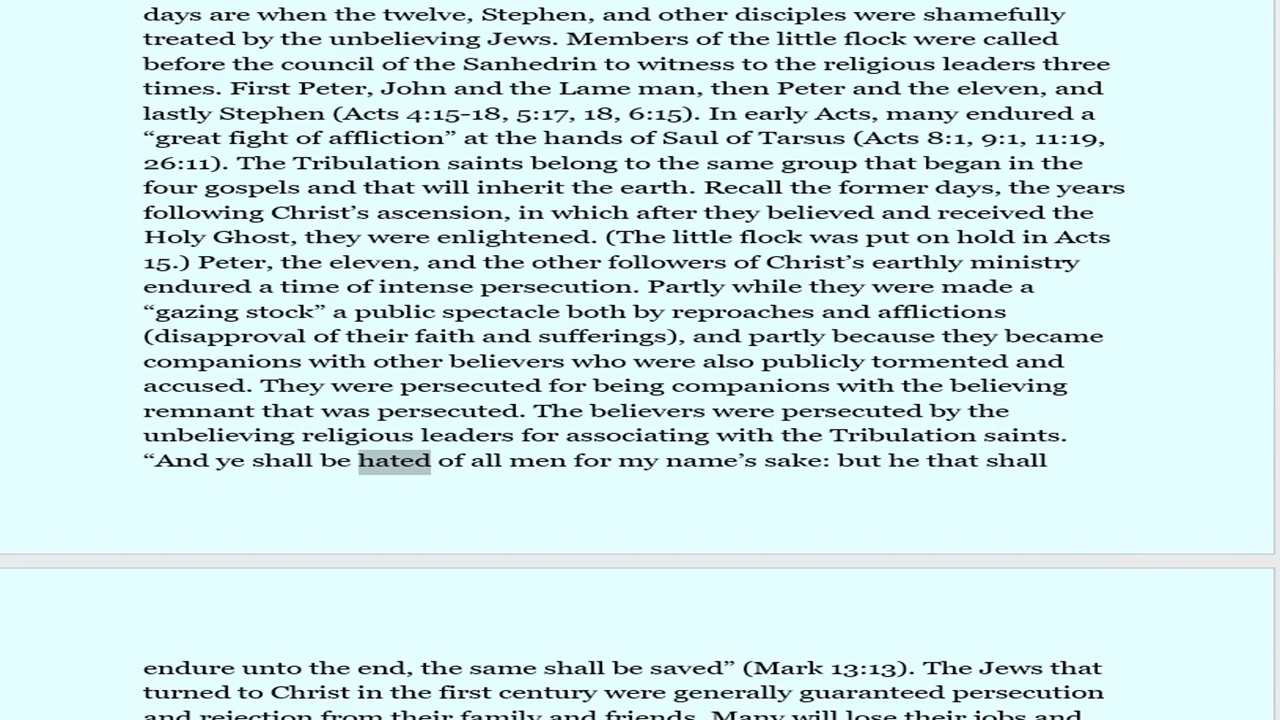 days are when the twelve, Stephen, and other disciples were shamefully
treated by the unbelieving Jews. Members of the little flock were called
before the council of the Sanhedrin to witness to the religious leaders three
times. First Peter, John and the Lame man, then Peter and the eleven, and
lastly Stephen (Acts 4:15-18, 5:17, 18, 6:15). In early Acts, many endured a
“great fight of affliction” at the hands of Saul of Tarsus (Acts 8:1, 9:1, 11:19,
26:11). The Tribulation saints belong to the same group that began in the
four gospels and that will inherit the earth. Recall the former days, the years
following Christ’s ascension, in which after they believed and received the
Holy Ghost, they were enlightened. (The little flock was put on hold in Acts
15.) Peter, the eleven, and the other followers of Christ’s earthly ministry
endured a time of intense persecution. Partly while they were made a
“gazing stock” a public spectacle both by reproaches and afflictions
(disapproval of their faith and sufferings), and partly because they became
companions with other believers who were also publicly tormented and
accused. They were persecuted for being companions with the believing
remnant that was persecuted. The believers were persecuted by the
unbelieving religious leaders for associating with the Tribulation saints.
“And ye shall be hated of all men for my name’s sake: but he that shall
endure unto the end, the same shall be saved” (Mark 13:13). The Jews that
turned to Christ in the first century were generally guaranteed persecution
and rejection from their family and friends. Many will lose their jobs and